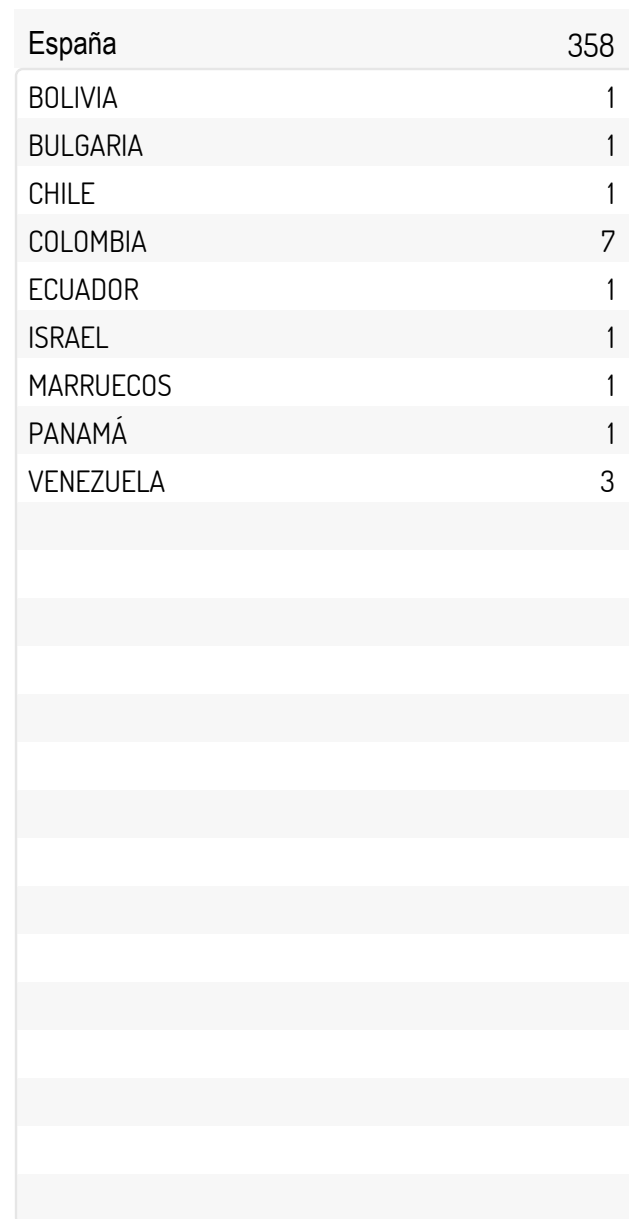 España 358
BOLIVIA 1
BULGARIA 1
CHILE 1
COLOMBIA 7
ECUADOR 1
ISRAEL 1
MARRUECOS 1
PANAMÁ 1
VENEZUELA 3